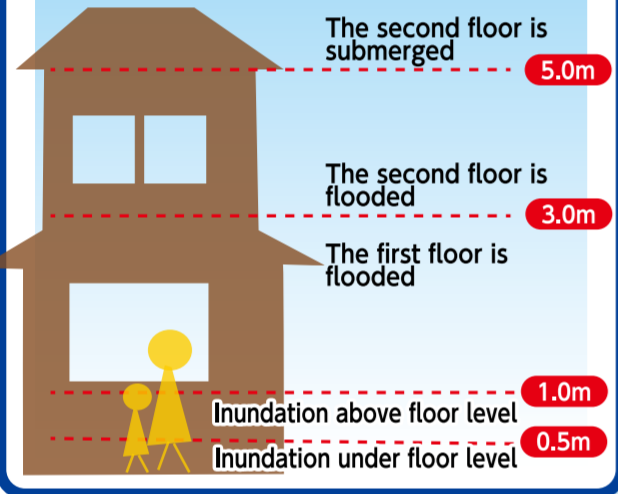 The second floor is
submerged
5.0m
The second floor is
flooded
3.0m
The first floor is
flooded
1.0m
Inundation above floor level
0.5m
Inundation under floor level